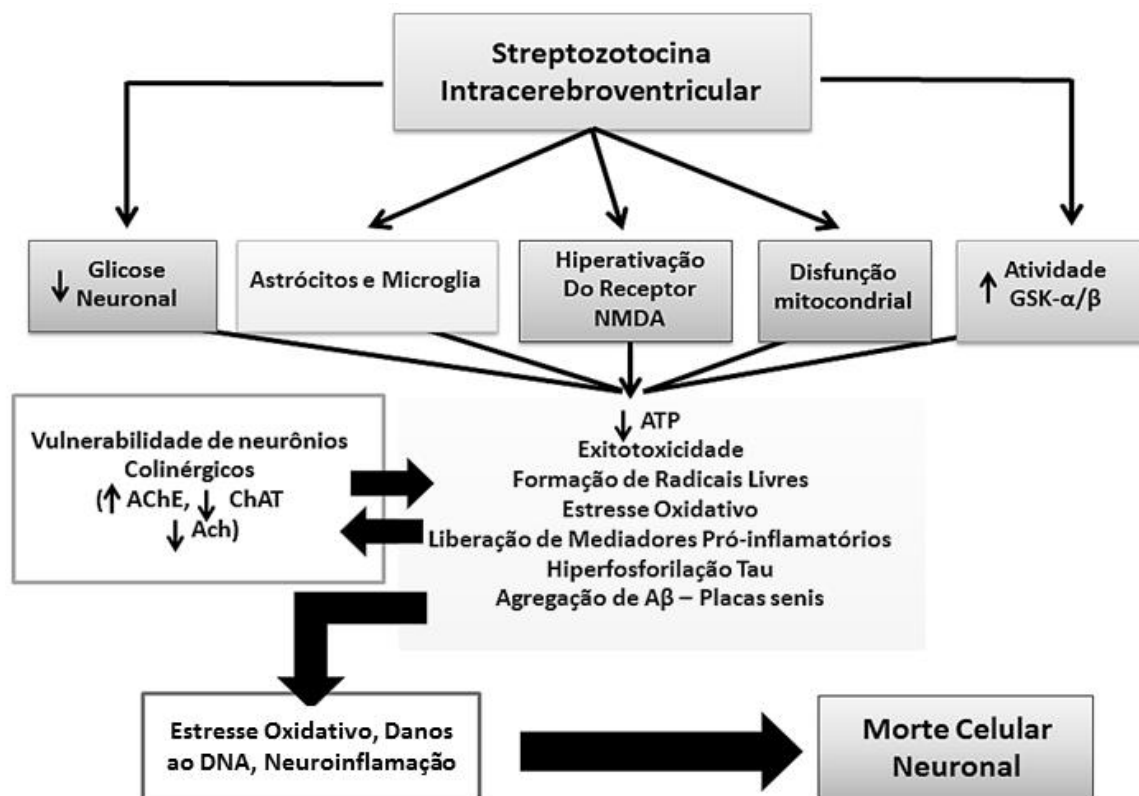 Streptozotocina
Intracerebroventricular
↓ Glicose
Neuronal
Astrócitos e Microglia
Hiperativação
Do Receptor
NMDA
Disfunção
mitocondrial
↑ Atividade
GSK-α/β
Vulnerabilidade de neurônios
Colinérgicos
(↑ AChE, ↓ ChAT
↓ Ach)
↓ ATP
Exitotoxicidade
Formação de Radicais Livres
Estresse Oxidativo
Liberação de Mediadores Pró-inflamatórios
Hiperfosforilação Tau
Agregação de Aβ – Placas senis
Estresse Oxidativo, Danos
ao DNA, Neuroinflamação
Morte Celular
Neuronal